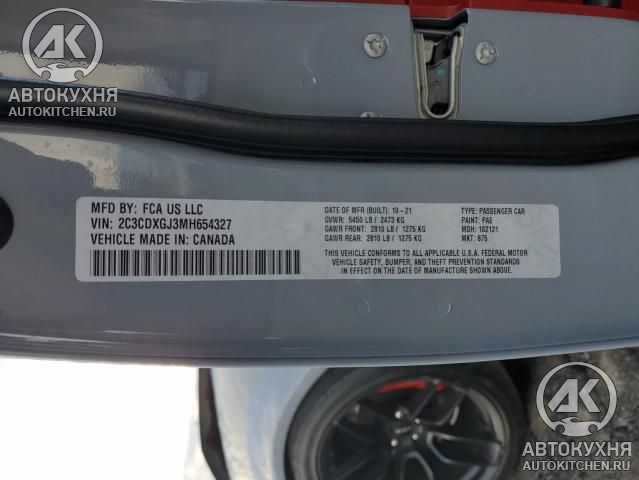 AK
АВТОКУХНЯ
AUTOKITCHEN.RU
MFD BY: FCA US LLC
VIN: 2C3CDXGJ3MH654327
VEHICLE MADE IN: CANADA
DATE OF MFR (BUILT): 10-21
GVWR: 5450 LB / 2473 KG
GAWR FRONT: 2810 LB / 1275 KG
GAWR REAR: 2810 LB / 1275 KG
TYPE: PASSENGER CAR
PAINT: PAE
MDH: 102121
MKT: 875
THIS VEHICLE CONFORMS TO ALL APPLICABLE U.S.A. FEDERAL MOTOR
VEHICLE SAFETY, BUMPER, AND THEFT PREVENTION STANDARDS
IN EFFECT ON THE DATE OF MANUFACTURE SHOWN ABOVE.
AK
АВТОКУХНЯ
AUTOKITCHEN.RU